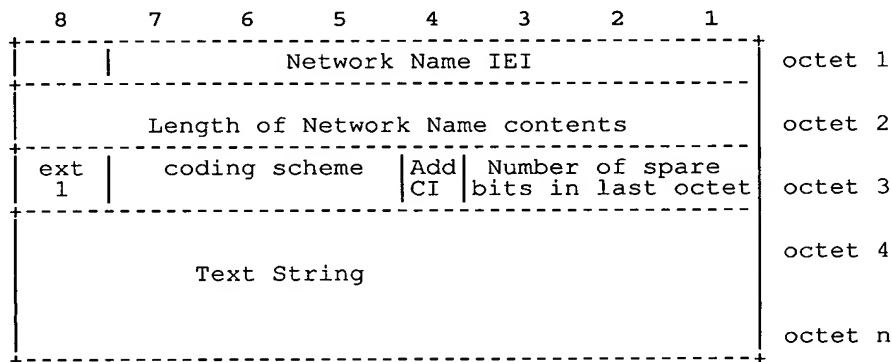 8 7 6 5 4 3 2 1
Network Name IEI octet 1
Length of Network Name contents octet 2
ext coding scheme Add Number of spare
1 CI bits in last octet octet 3
octet 4
Text String
octet n